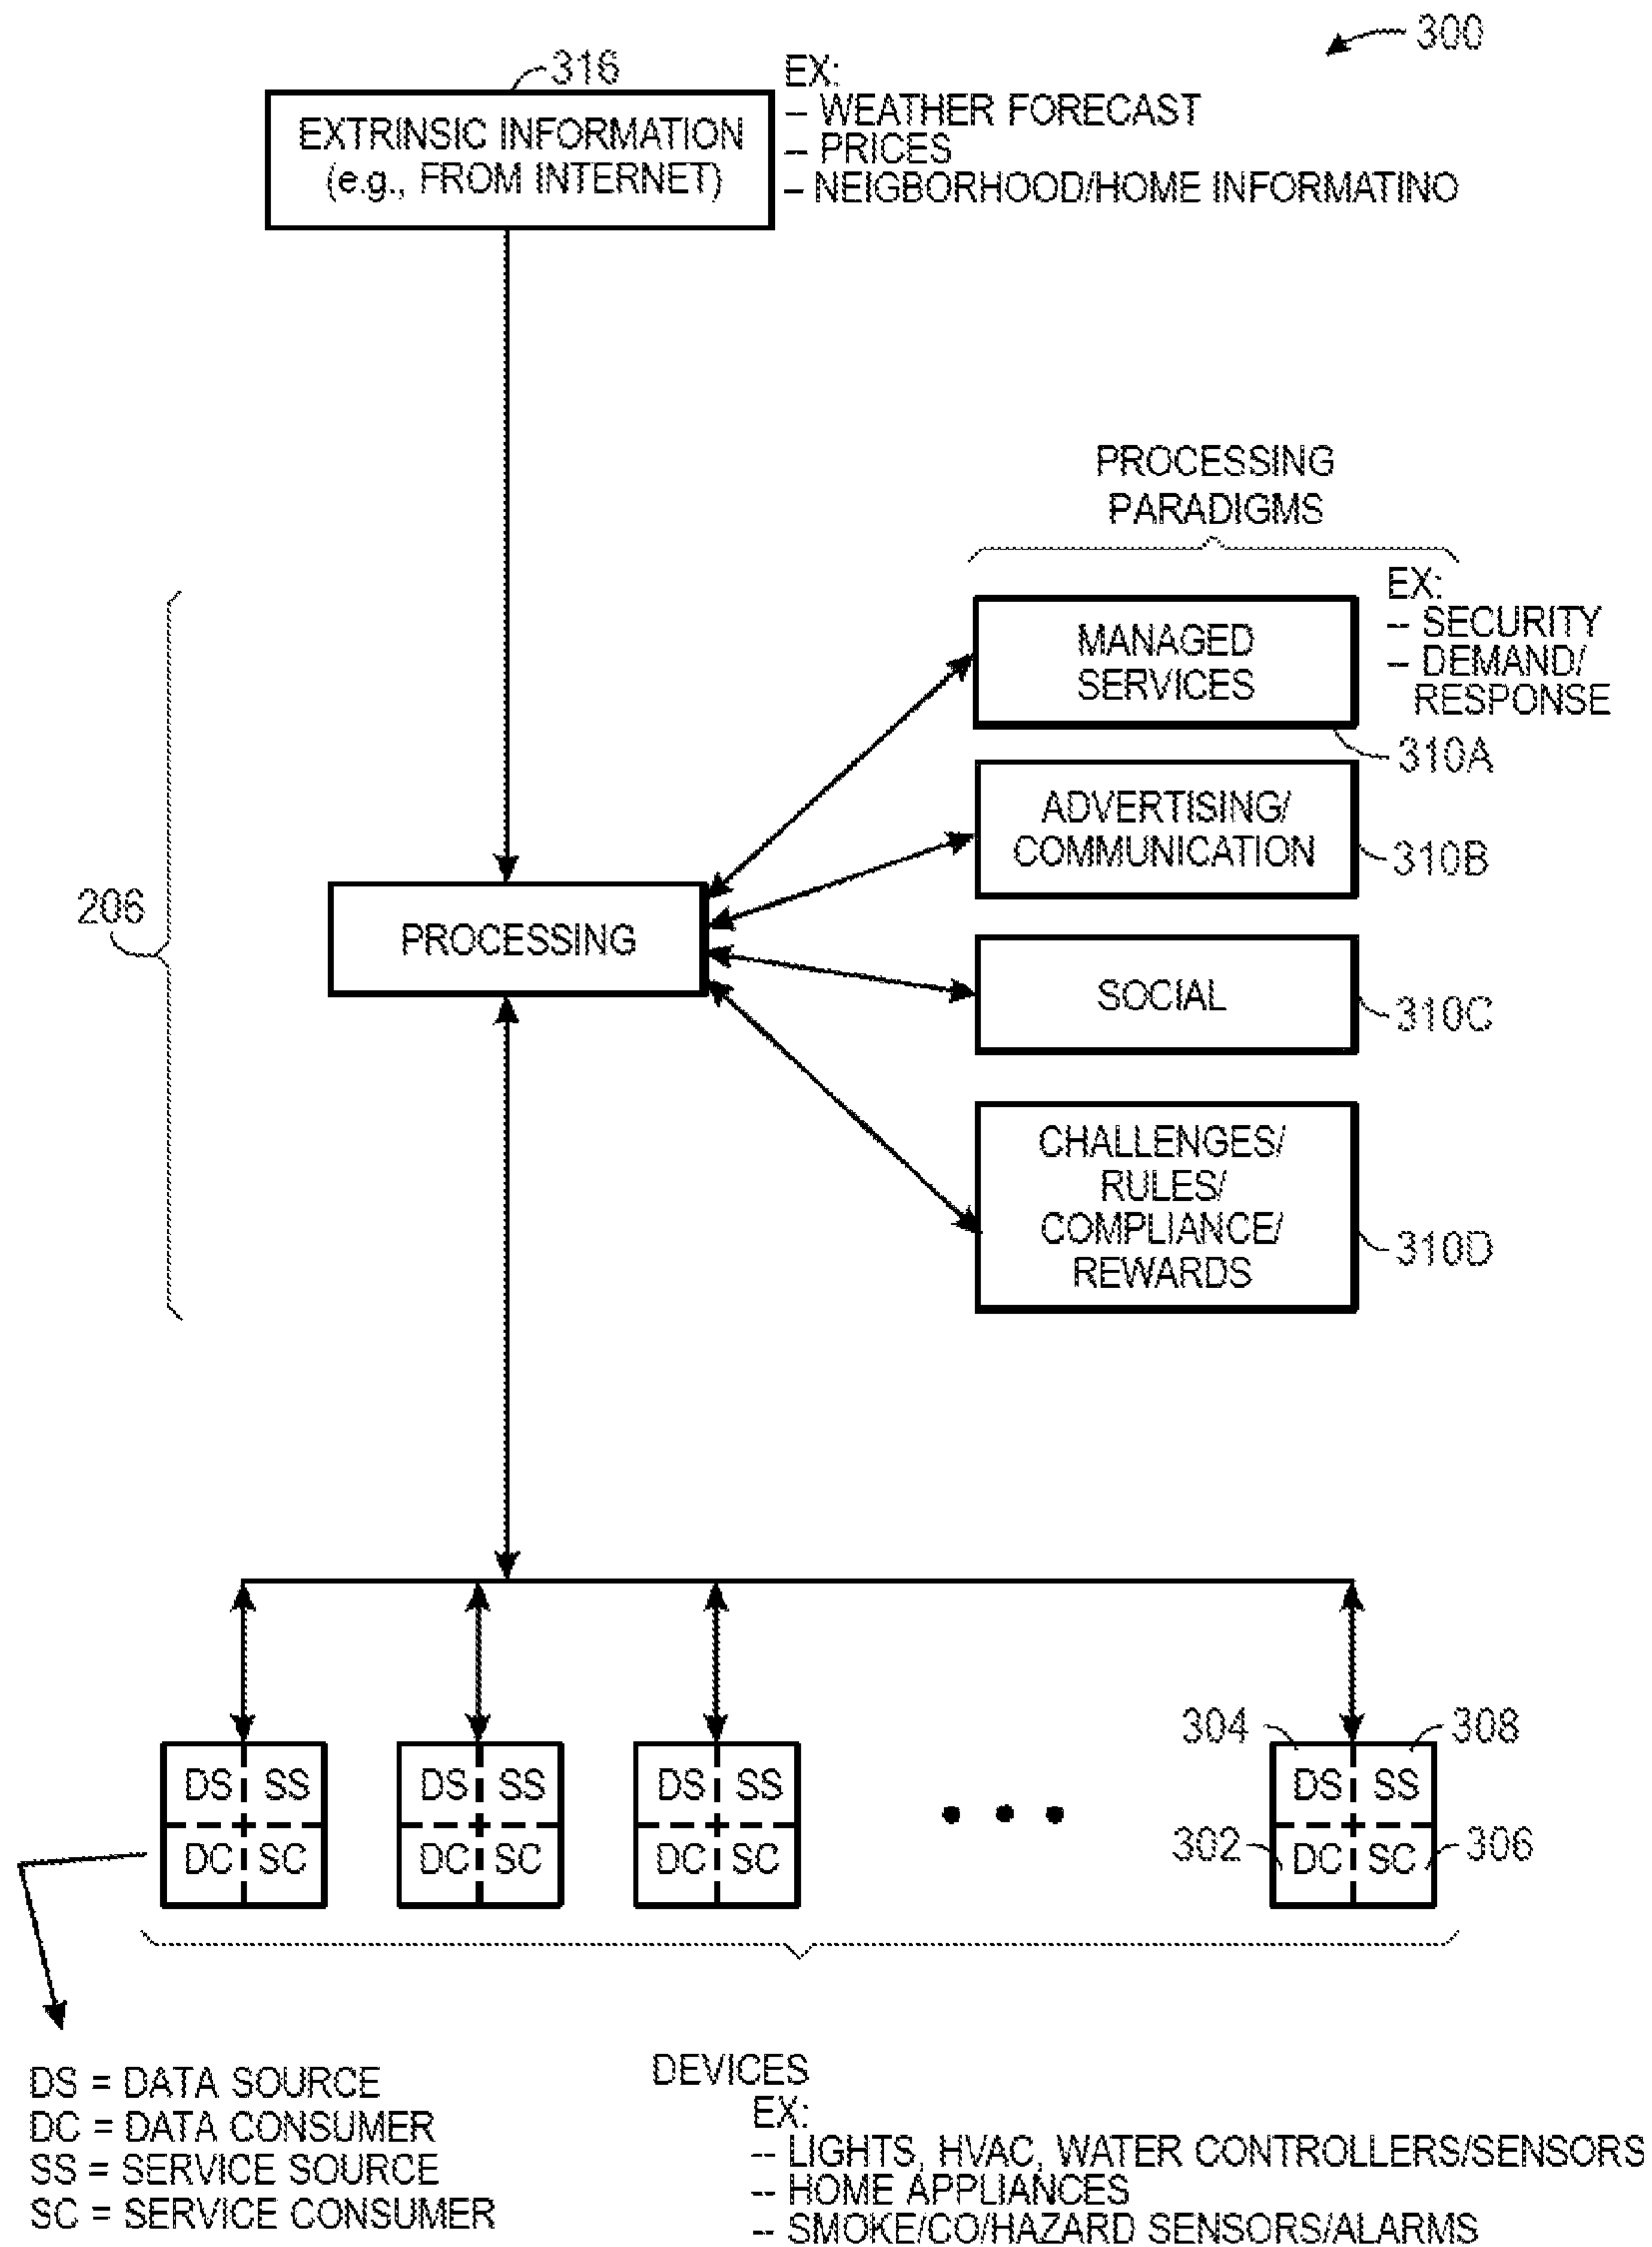 300
316
EXTRINSIC INFORMATION
(e.g., FROM INTERNET)
EX:
– WEATHER FORECAST
– PRICES
– NEIGBORHOOD/HOME INFORMATINO
PROCESSING
PARADIGMS
MANAGED
SERVICES
EX:
– SECURITY
– DEMAND/
RESPONSE
310A
ADVERTISING/
COMMUNICATION
310B
206
PROCESSING
SOCIAL
310C
CHALLENGES/
RULES/
COMPLIANCE/
REWARDS
310D
304
308
DS SS
DC SC
DS SS
DC SC
DS SS
DC SC
DS SS
DC SC
302
306
DS = DATA SOURCE
DC = DATA CONSUMER
SS = SERVICE SOURCE
SC = SERVICE CONSUMER
DEVICES
EX:
-- LIGHTS, HVAC, WATER CONTROLLERS/SENSORS
-- HOME APPLIANCES
-- SMOKE/CO/HAZARD SENSORS/ALARMS